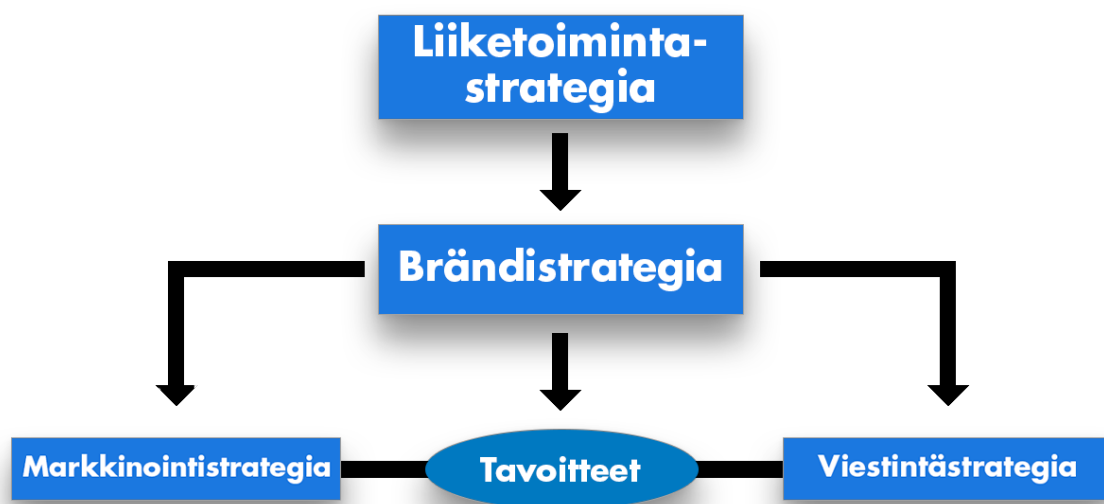 Liiketoiminta-
strategia
Brändistrategia
Markkinointistrategia
Tavoitteet
Viestintästrategia